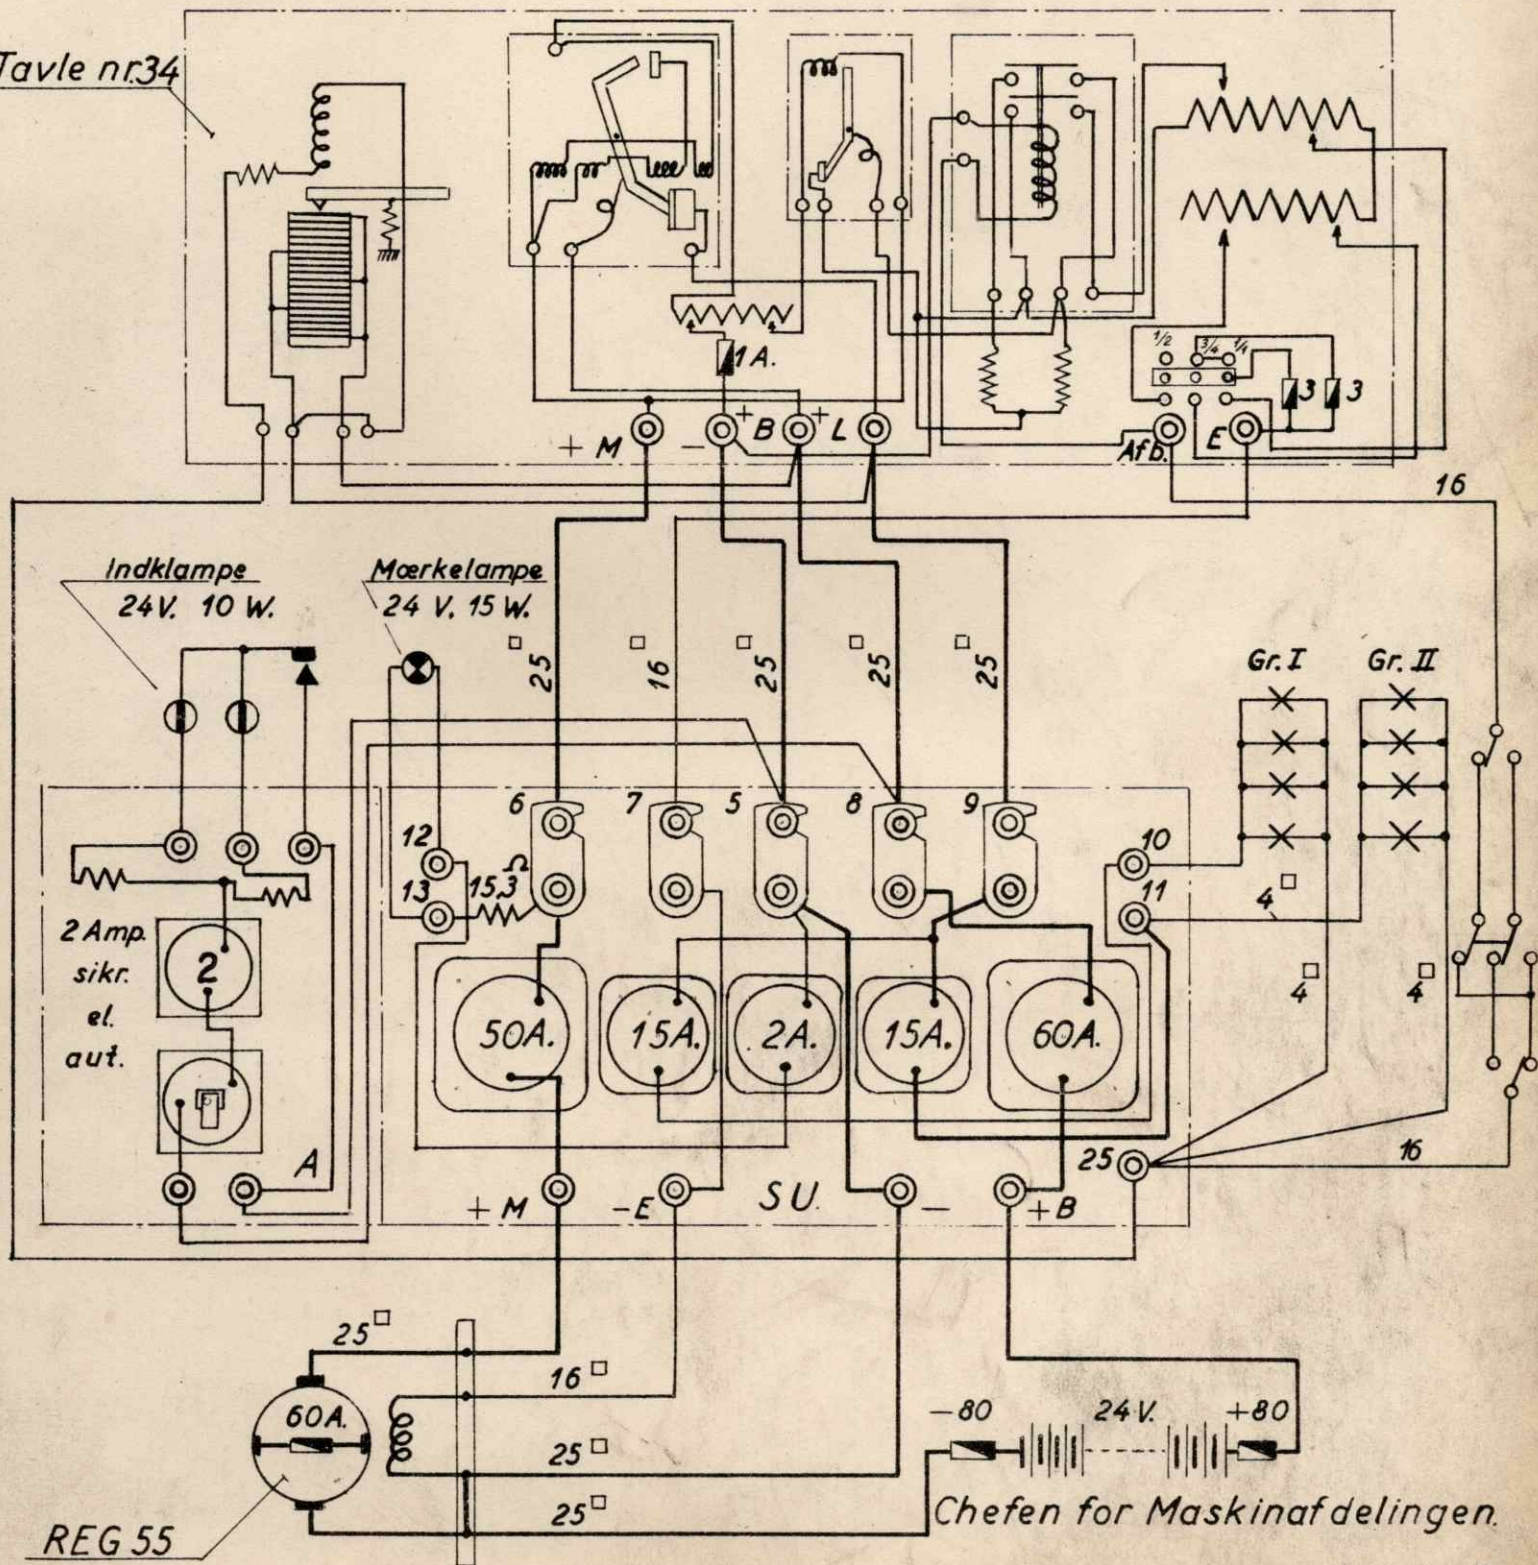 Tavle nr.34
1 A.
1/2
3/4
1/1
3
3
+ M
-
+
B
+
L
Afb.
E
16
Indklampe
24 V. 10 W.
Mærkelampe
24 V. 15 W.
□ 25
□ 16
□ 25
□ 25
□ 25
Gr. I
Gr. II
6
7
5
8
9
12
13
15,3 Ω
10
11
4 □
□ 4
□ 4
2 Amp.
sikr.
el.
aut.
2
50A.
15A.
2A.
15A.
60A.
A
+ M
-E
SU.
-
+B
25
16
25 □
16 □
60A.
25 □
25 □
-80
24 V.
+80
REG 55
Chefen for Maskinafdelingen.